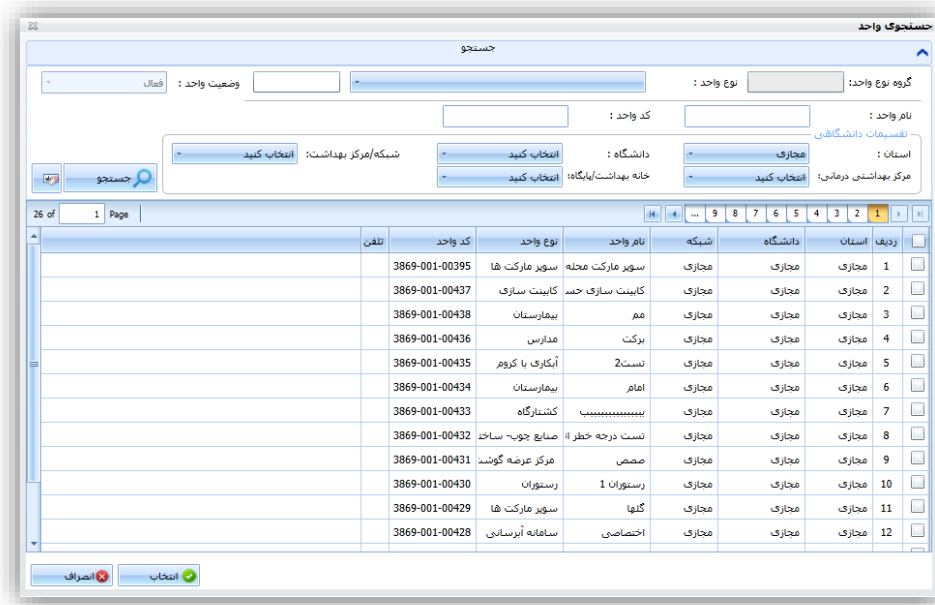 جستجوی واحد
جستجو
گروه نوع واحد: نوع واحد : وضعیت واحد : فعال
نام واحد : کد واحد :
تقسیمات دانشگاهی
استان : مجازی دانشگاه : انتخاب کنید شبکه/مرکز بهداشت: انتخاب کنید
مرکز بهداشتی درمانی: انتخاب کنید خانه بهداشت/پایگاه: انتخاب کنید جستجو
1 2 3 4 5 6 7 8 9 ... Page 1 26 of
ردیف استان دانشگاه شبکه نام واحد نوع واحد کد واحد تلفن
1 مجازی مجازی مجازی سوپر مارکت محله سوپر مارکت ها 3869-001-00395
2 مجازی مجازی مجازی کابینت سازی حس کابینت سازی 3869-001-00437
3 مجازی مجازی مجازی مم بیمارستان 3869-001-00438
4 مجازی مجازی مجازی برکت مدارس 3869-001-00436
5 مجازی مجازی مجازی تست2 آبکاری با کروم 3869-001-00435
6 مجازی مجازی مجازی امام بیمارستان 3869-001-00434
7 مجازی مجازی مجازی کشتارگاه 3869-001-00433
8 مجازی مجازی مجازی تست درجه خطر صنایع چوب- ساخت 3869-001-00432
9 مجازی مجازی مجازی صصص مرکز عرضه گوشت 3869-001-00431
10 مجازی مجازی مجازی رستوران 1 رستوران 3869-001-00430
11 مجازی مجازی مجازی گلها سوپر مارکت ها 3869-001-00429
12 مجازی مجازی مجازی اختصاصی سامانه آبرسانی 3869-001-00428
انتخاب انصراف